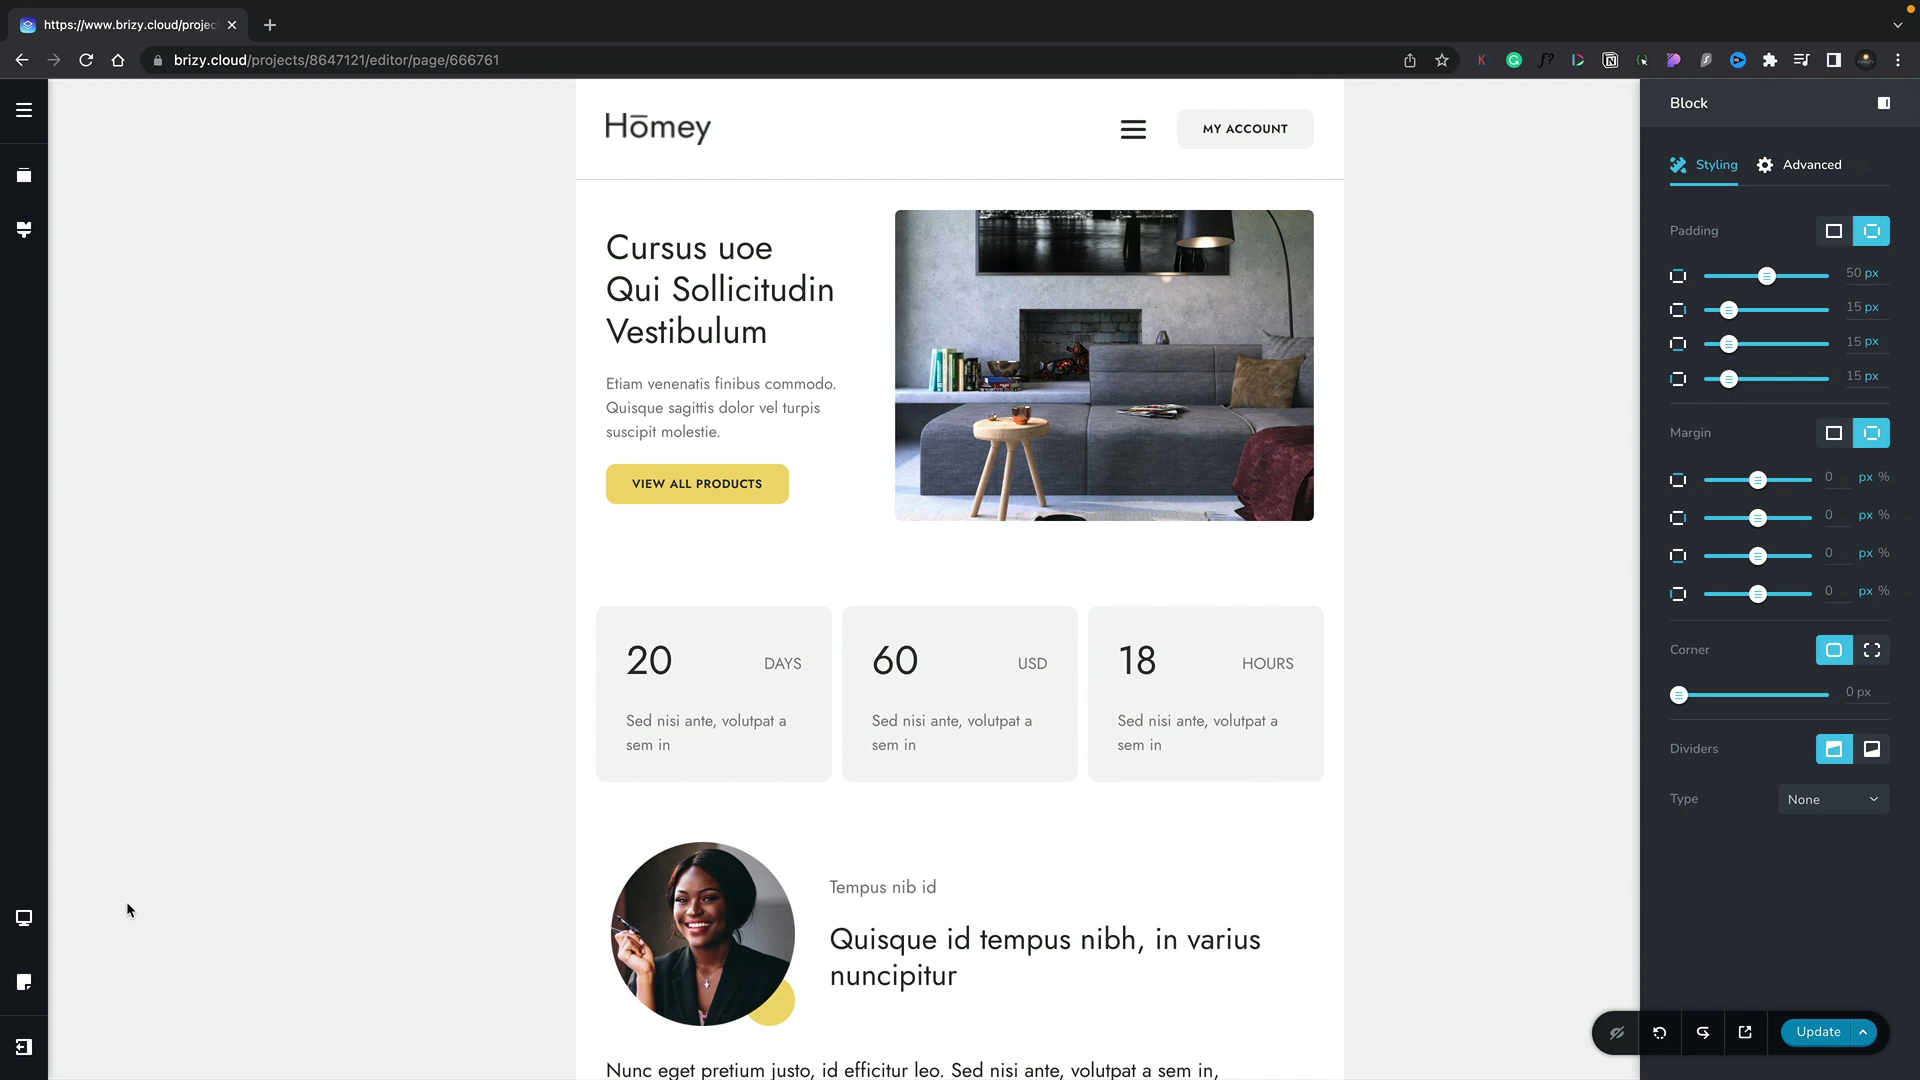 https://www.brizy.cloud/projec
brizy.cloud/projects/8647121/editor/page/666761
Hōmey
MY ACCOUNT
Cursus uoe
Qui Sollicitudin
Vestibulum
Etiam venenatis finibus commodo.
Quisque sagittis dolor vel turpis
suscipit molestie.
VIEW ALL PRODUCTS
20 DAYS
Sed nisi ante, volutpat a
sem in
60 USD
Sed nisi ante, volutpat a
sem in
18 HOURS
Sed nisi ante, volutpat a
sem in
Tempus nib id
Quisque id tempus nibh, in varius
nuncipitur
Nunc eget pretium justo, id efficitur leo. Sed nisi ante, volutpat a sem in,
Block
Styling Advanced
Padding
50 px
15 px
15 px
15 px
Margin
0 px %
0 px %
0 px %
0 px %
Corner
0 px
Dividers
Type None
Update